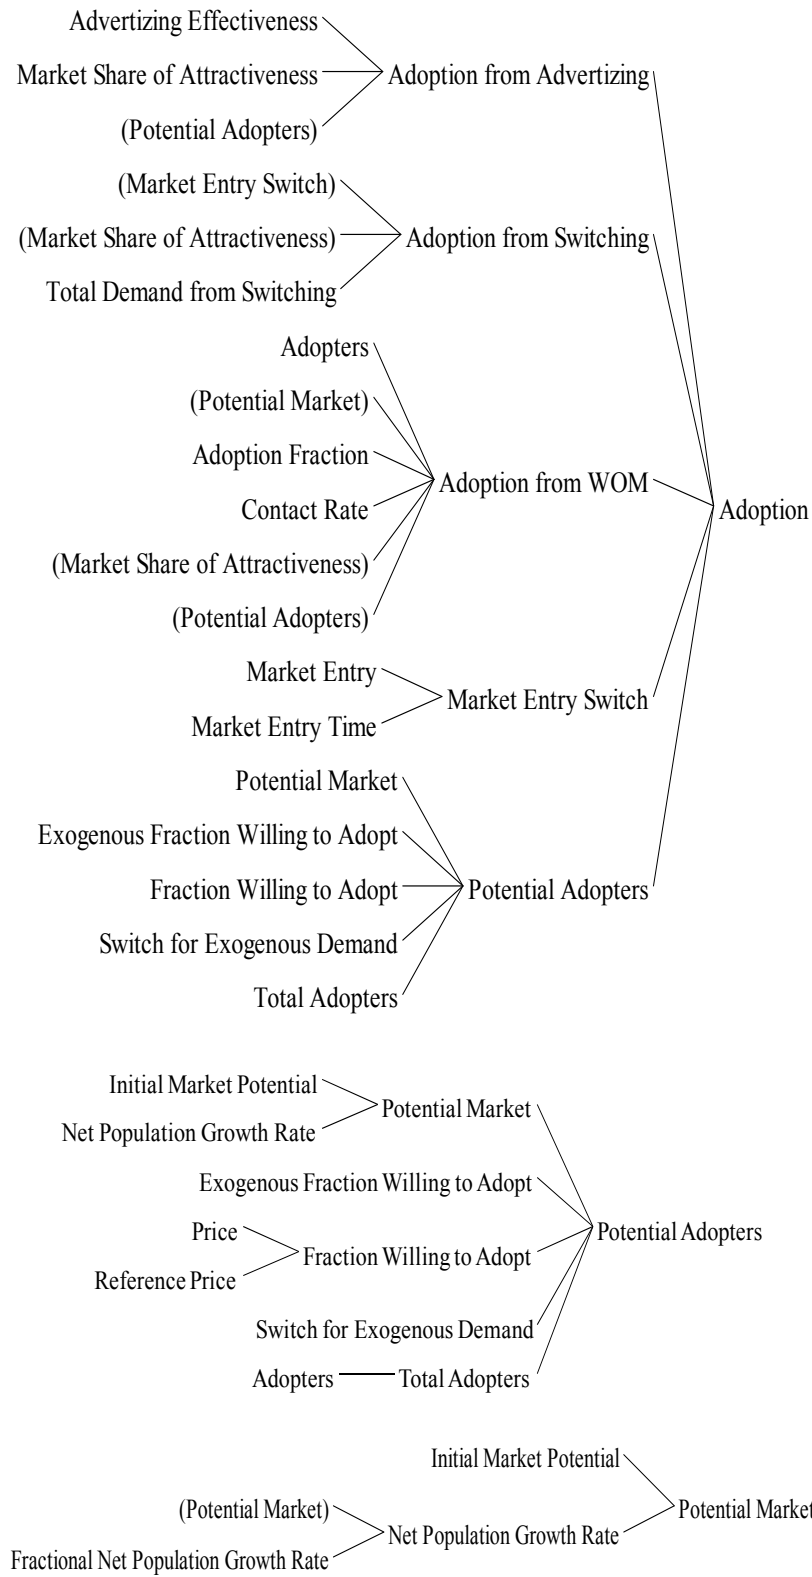 Advertizing Effectiveness
Market Share of Attractiveness
Adoption from Advertizing
(Potential Adopters)
(Market Entry Switch)
(Market Share of Attractiveness)
Adoption from Switching
Total Demand from Switching
Adopters
(Potential Market)
Adoption Fraction
Adoption from WOM
Contact Rate
Adoption
(Market Share of Attractiveness)
(Potential Adopters)
Market Entry
Market Entry Switch
Market Entry Time
Potential Market
Exogenous Fraction Willing to Adopt
Fraction Willing to Adopt
Potential Adopters
Switch for Exogenous Demand
Total Adopters
Initial Market Potential
Potential Market
Net Population Growth Rate
Exogenous Fraction Willing to Adopt
Price
Potential Adopters
Fraction Willing to Adopt
Reference Price
Switch for Exogenous Demand
Adopters
Total Adopters
Initial Market Potential
(Potential Market)
Potential Market
Net Population Growth Rate
Fractional Net Population Growth Rate